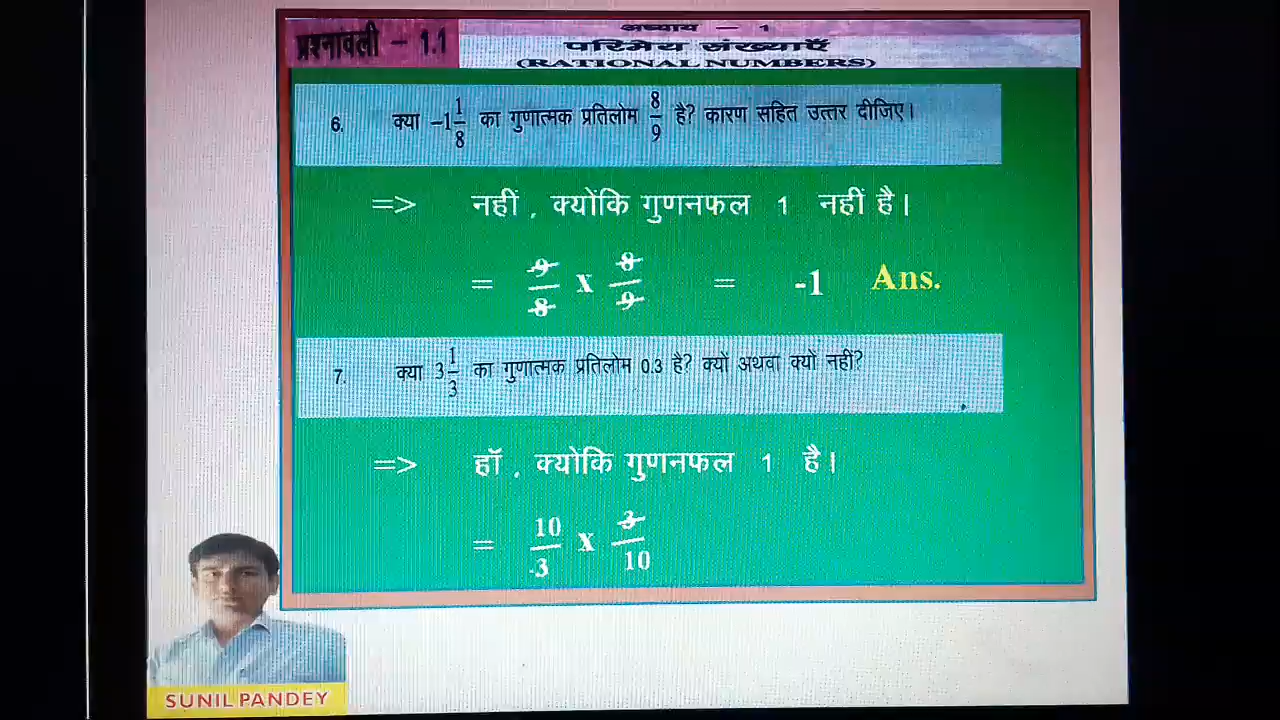 प्रश्नावली – 1.1
अध्याय – 1
परिमेय संख्याएँ
(RATIONAL NUMBERS)
6. क्या –1 1/8 का गुणात्मक प्रतिलोम 8/9 है? कारण सहित उत्तर दीजिए।
=> नहीं , क्योंकि गुणनफल 1 नहीं है।
= 9/8 x 8/9 = -1 Ans.
7. क्या 3 1/3 का गुणात्मक प्रतिलोम 0.3 है? क्यों अथवा क्यों नहीं?
=> हॉ , क्योकि गुणनफल 1 है।
= 10/3 x 3/10
SUNIL PANDEY